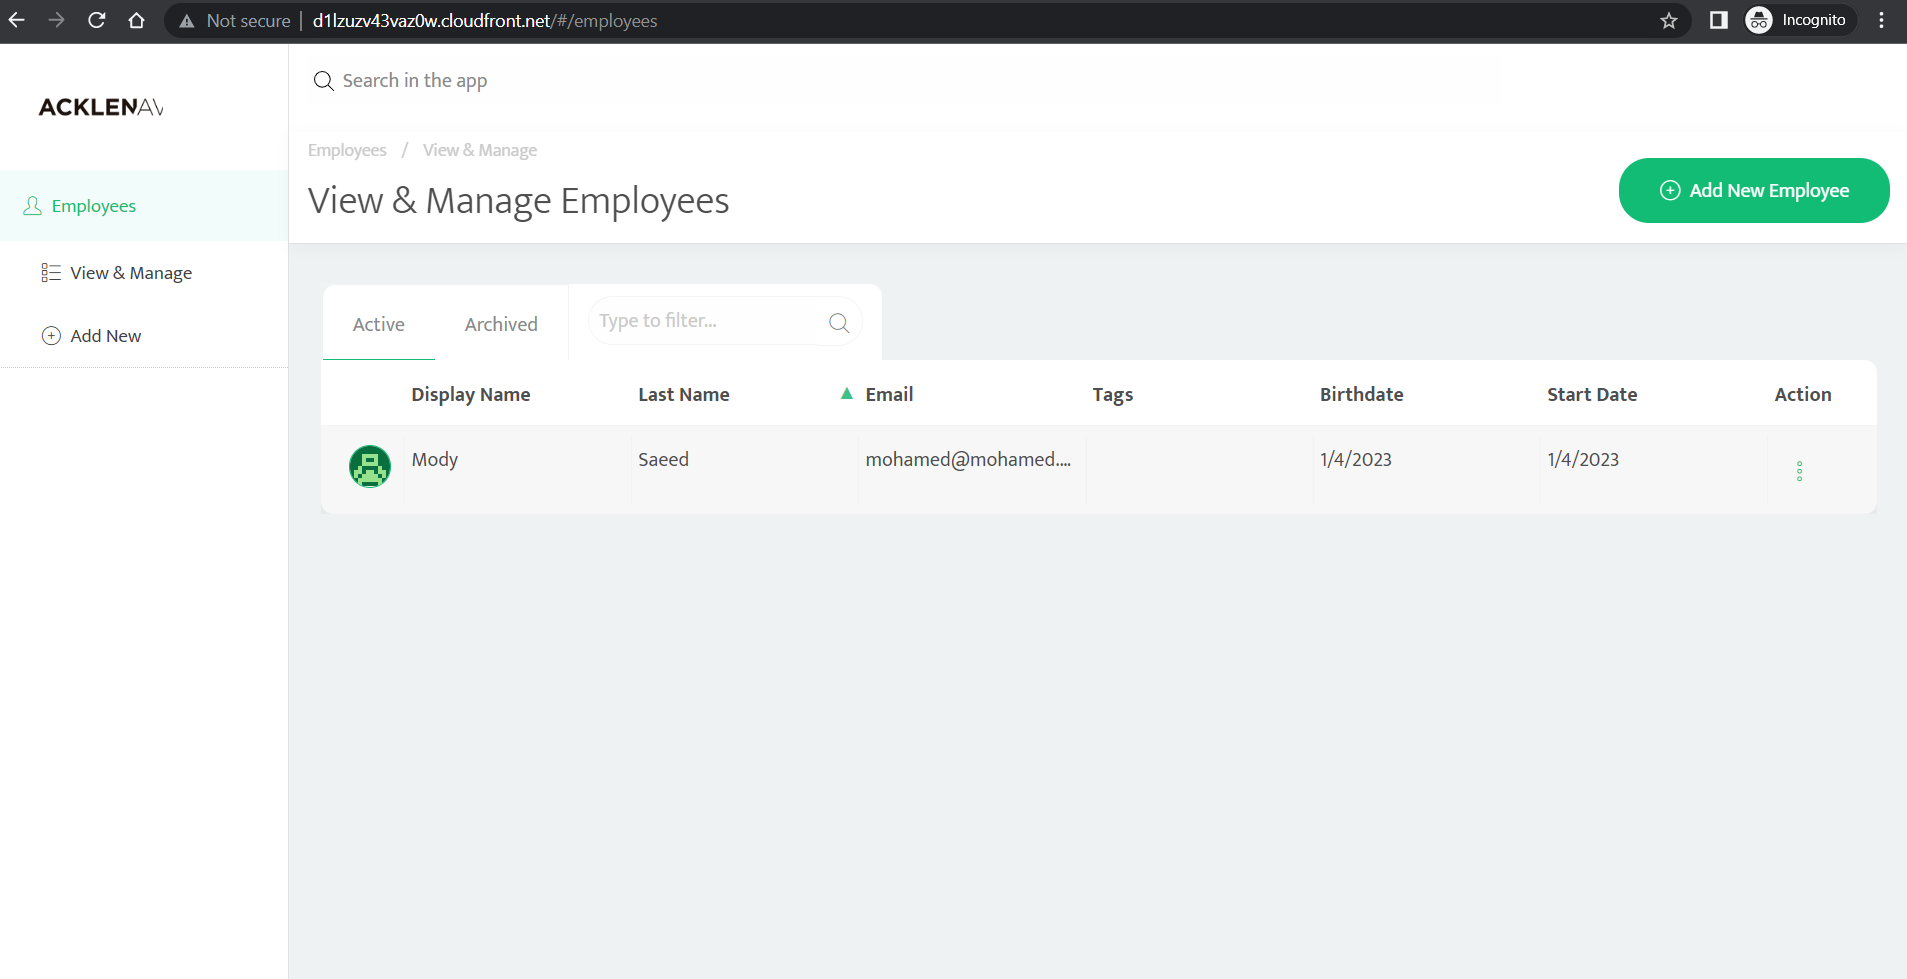 Not secure d1lzuzv43vaz0w.cloudfront.net/#/employees Incognito
Search in the app
ACKLENAV
Employees / View & Manage
View & Manage Employees
Add New Employee
Employees
View & Manage
Add New
Active Archived Type to filter...
Display Name Last Name Email Tags Birthdate Start Date Action
Mody Saeed mohamed@mohamed.... 1/4/2023 1/4/2023